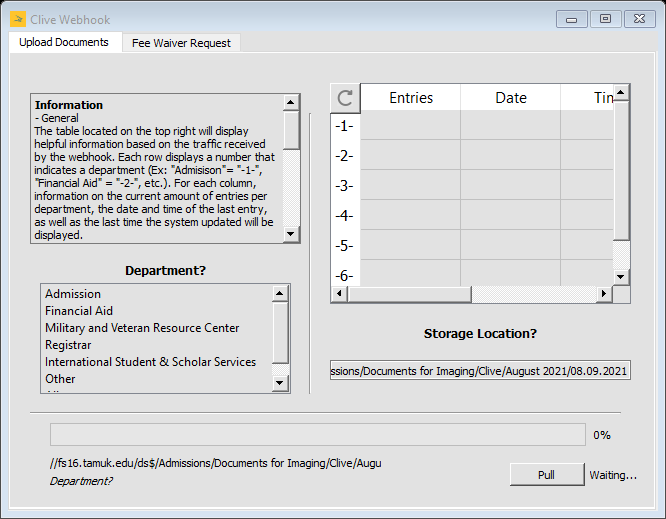 Clive Webhook
Upload Documents
Fee Waiver Request
Information
- General
The table located on the top right will display
helpful information based on the traffic received
by the webhook. Each row displays a number that
indicates a department (Ex: "Admisison"= "-1-",
"Financial Aid" = "-2-", etc.). For each column,
information on the current amount of entries per
department, the date and time of the last entry,
as well as the last time the system updated will be
displayed.
Entries Date Tim
-1-
-2-
-3-
-4-
-5-
-6-
Department?
Admission
Financial Aid
Military and Veteran Resource Center
Registrar
International Student & Scholar Services
Other
Storage Location?
ssions/Documents for Imaging/Clive/August 2021/08.09.2021
0%
//fs16.tamuk.edu/ds$/Admissions/Documents for Imaging/Clive/Augu
Department?
Pull
Waiting...